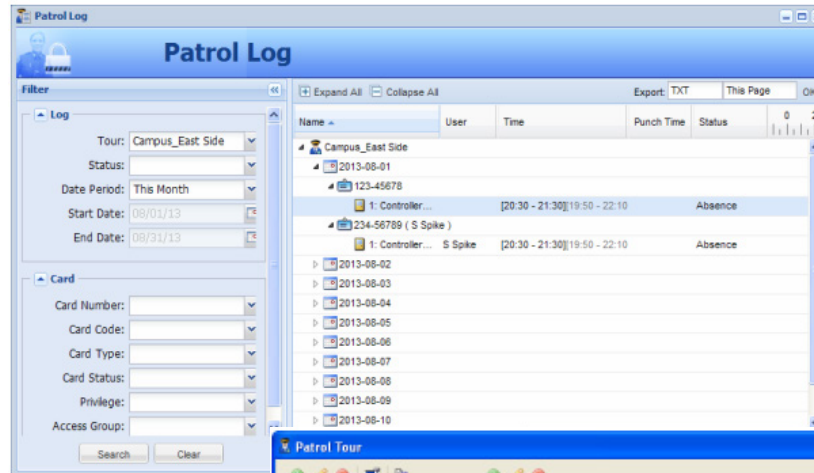 Patrol Log
Patrol Log
Filter
Log
Tour: Campus_East Side
Status:
Date Period: This Month
Start Date: 08/01/13
End Date: 08/31/13
Card
Card Number:
Card Code:
Card Type:
Card Status:
Privilege:
Access Group:
Search Clear
Expand All Collapse All Export: TXT This Page
Name User Time Punch Time Status 0
Campus_East Side
2013-08-01
123-45678
1: Controller... [20:30 - 21:30][19:50 - 22:10 Absence
234-56789 ( S Spike )
1: Controller... S Spike [20:30 - 21:30][19:50 - 22:10 Absence
2013-08-02
2013-08-03
2013-08-04
2013-08-05
2013-08-06
2013-08-07
2013-08-08
2013-08-09
2013-08-10
Patrol Tour